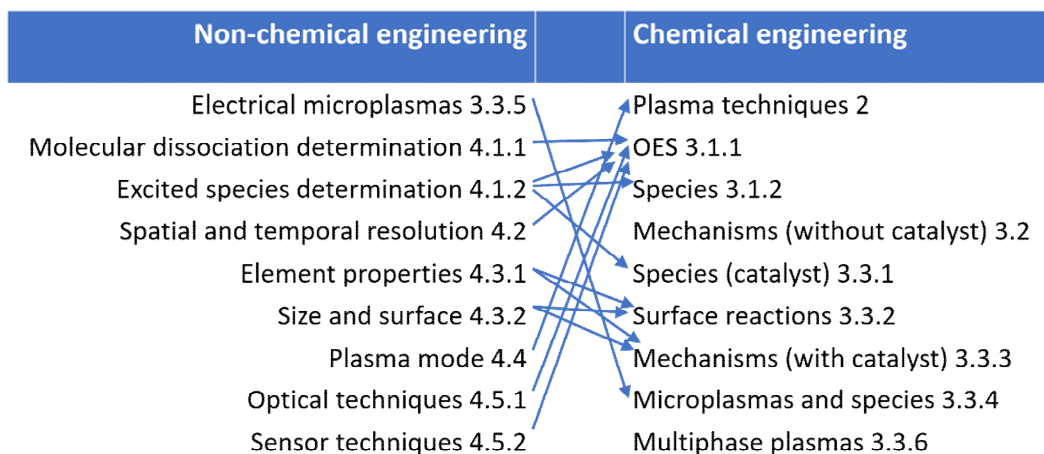 Non-chemical engineering Chemical engineering
Electrical microplasmas 3.3.5 Plasma techniques 2
Molecular dissociation determination 4.1.1 OES 3.1.1
Excited species determination 4.1.2 Species 3.1.2
Spatial and temporal resolution 4.2 Mechanisms (without catalyst) 3.2
Element properties 4.3.1 Species (catalyst) 3.3.1
Size and surface 4.3.2 Surface reactions 3.3.2
Plasma mode 4.4 Mechanisms (with catalyst) 3.3.3
Optical techniques 4.5.1 Microplasmas and species 3.3.4
Sensor techniques 4.5.2 Multiphase plasmas 3.3.6